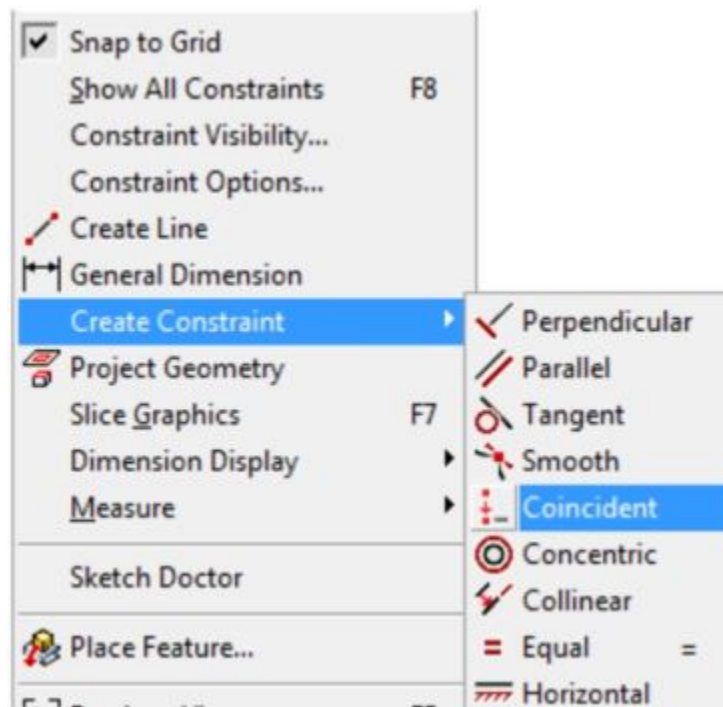 Snap to Grid
Show All Constraints F8
Constraint Visibility...
Constraint Options...
Create Line
General Dimension
Create Constraint
Project Geometry
Slice Graphics F7
Dimension Display
Measure
Sketch Doctor
Place Feature...
Perpendicular
Parallel
Tangent
Smooth
Coincident
Concentric
Collinear
Equal =
Horizontal